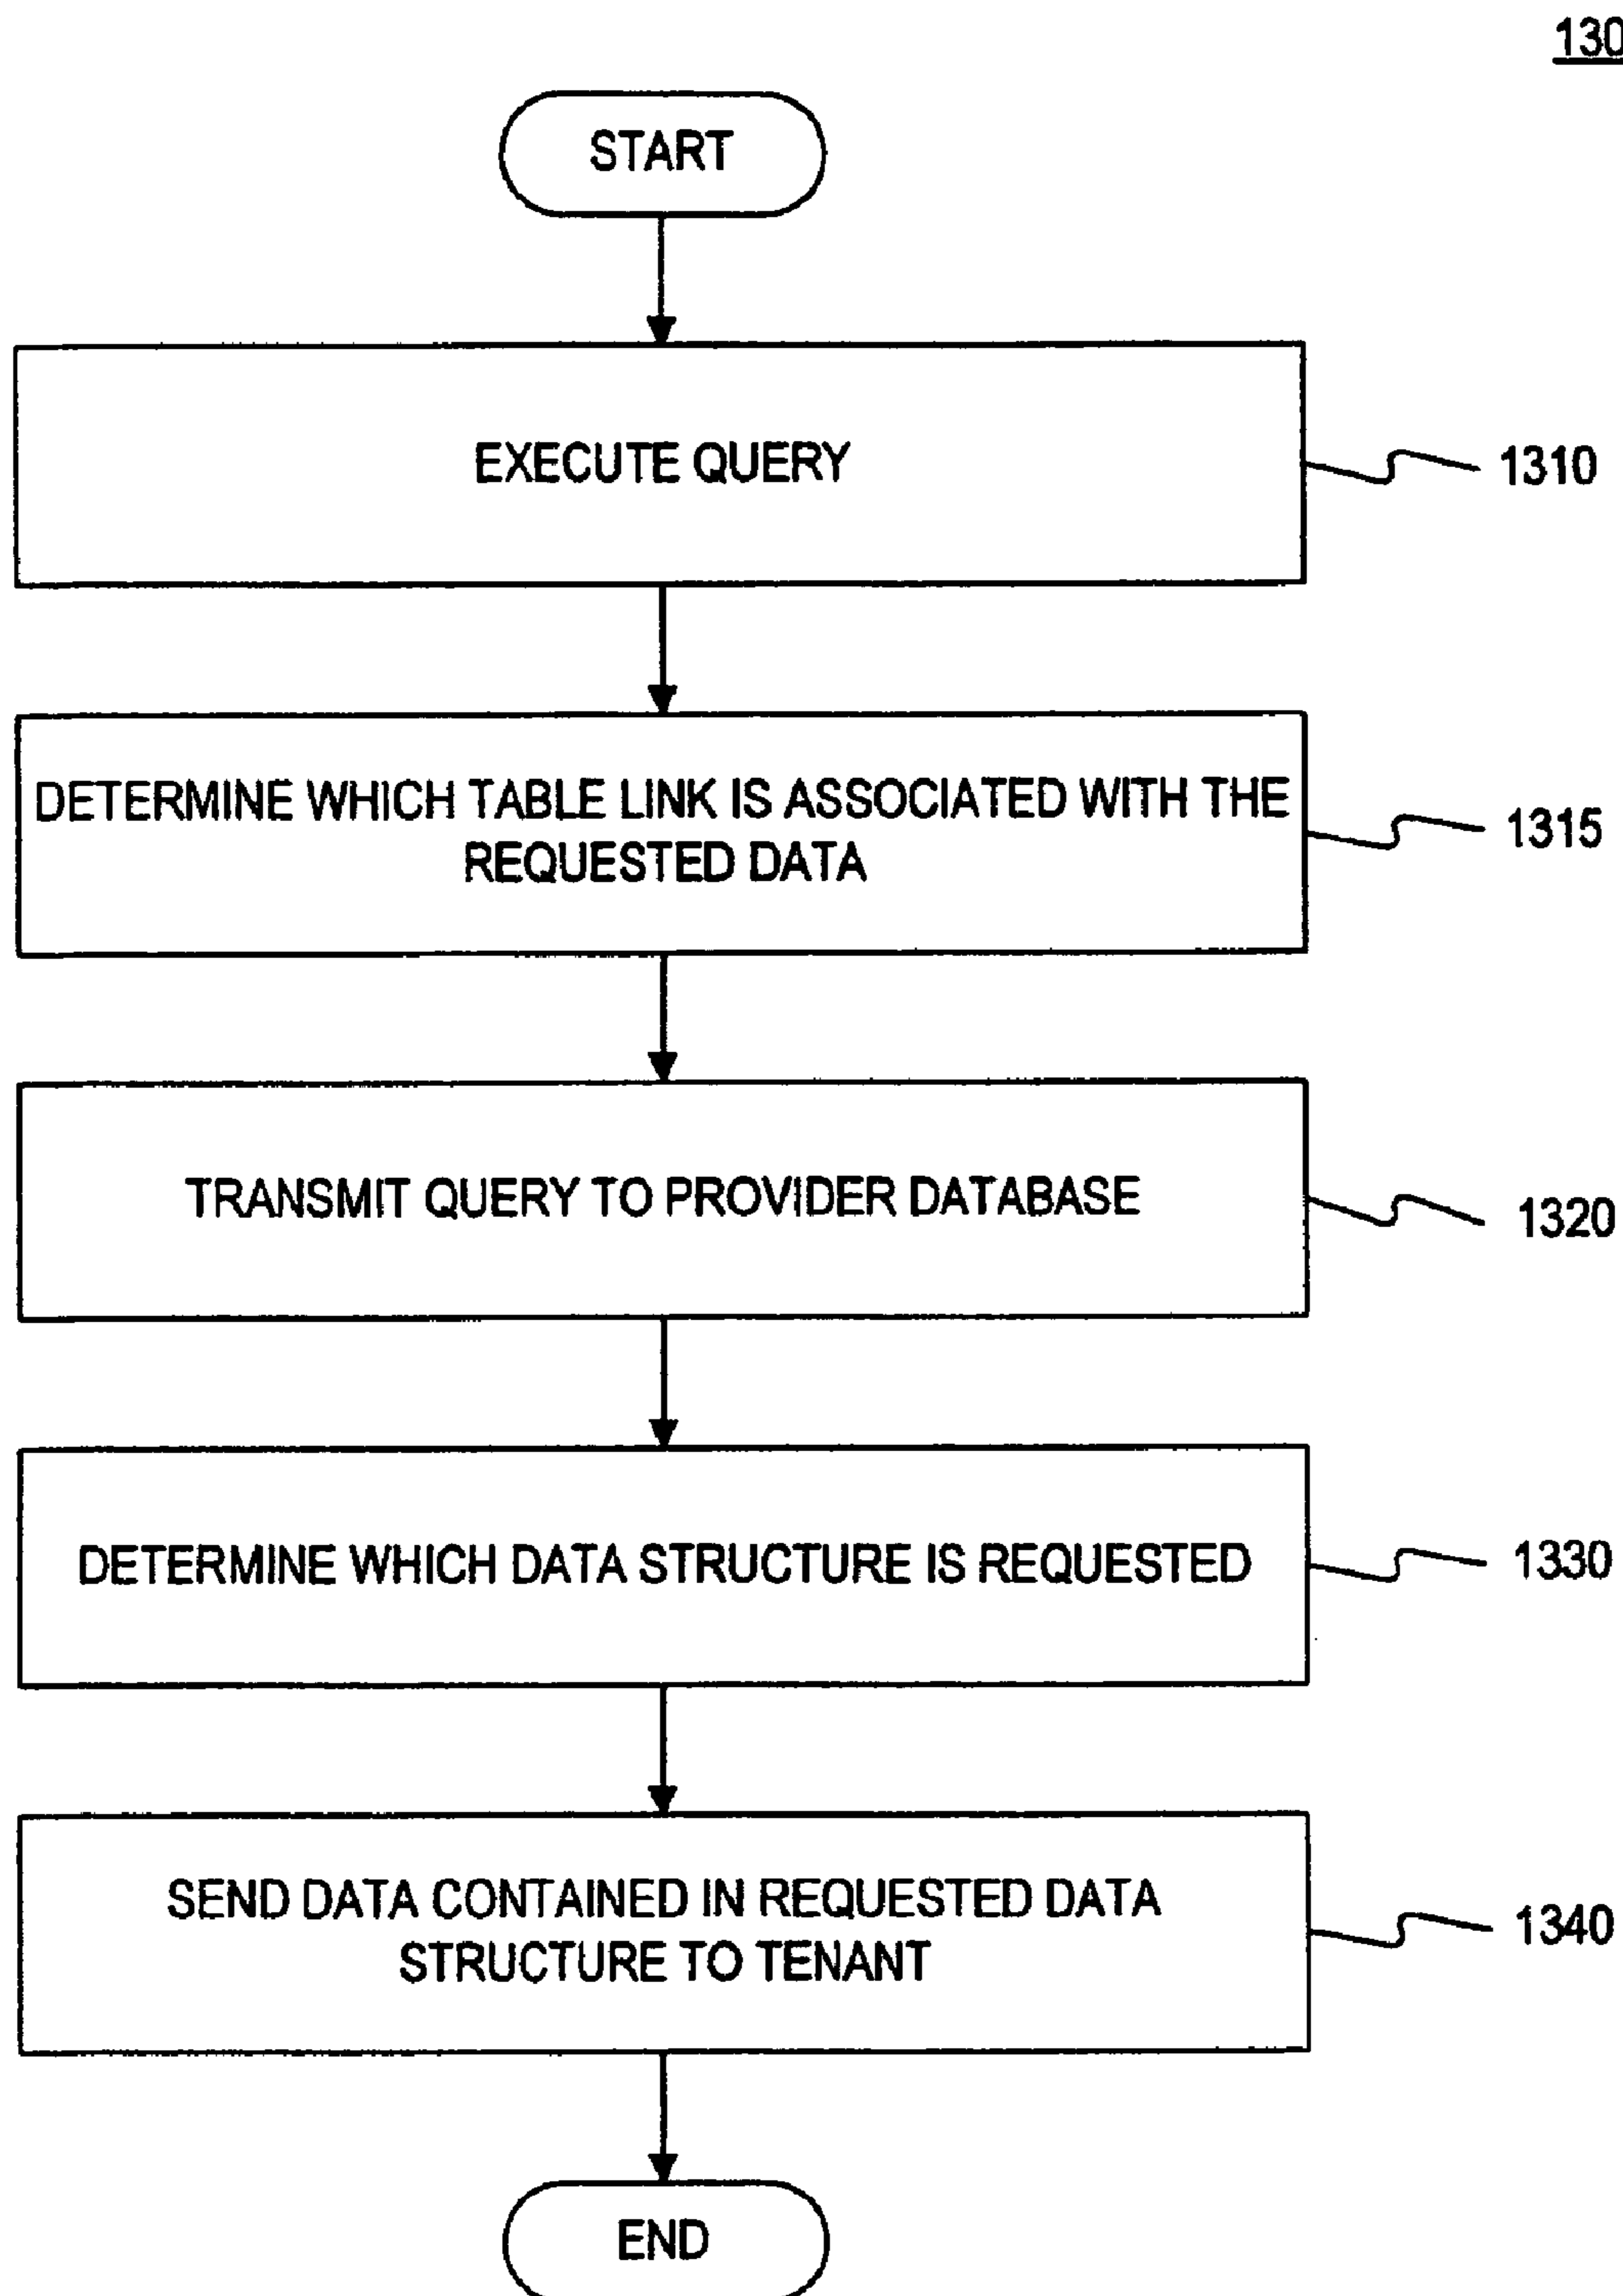 130
START
EXECUTE QUERY
1310
DETERMINE WHICH TABLE LINK IS ASSOCIATED WITH THE
REQUESTED DATA
1315
TRANSMIT QUERY TO PROVIDER DATABASE
1320
DETERMINE WHICH DATA STRUCTURE IS REQUESTED
1330
SEND DATA CONTAINED IN REQUESTED DATA
STRUCTURE TO TENANT
1340
END